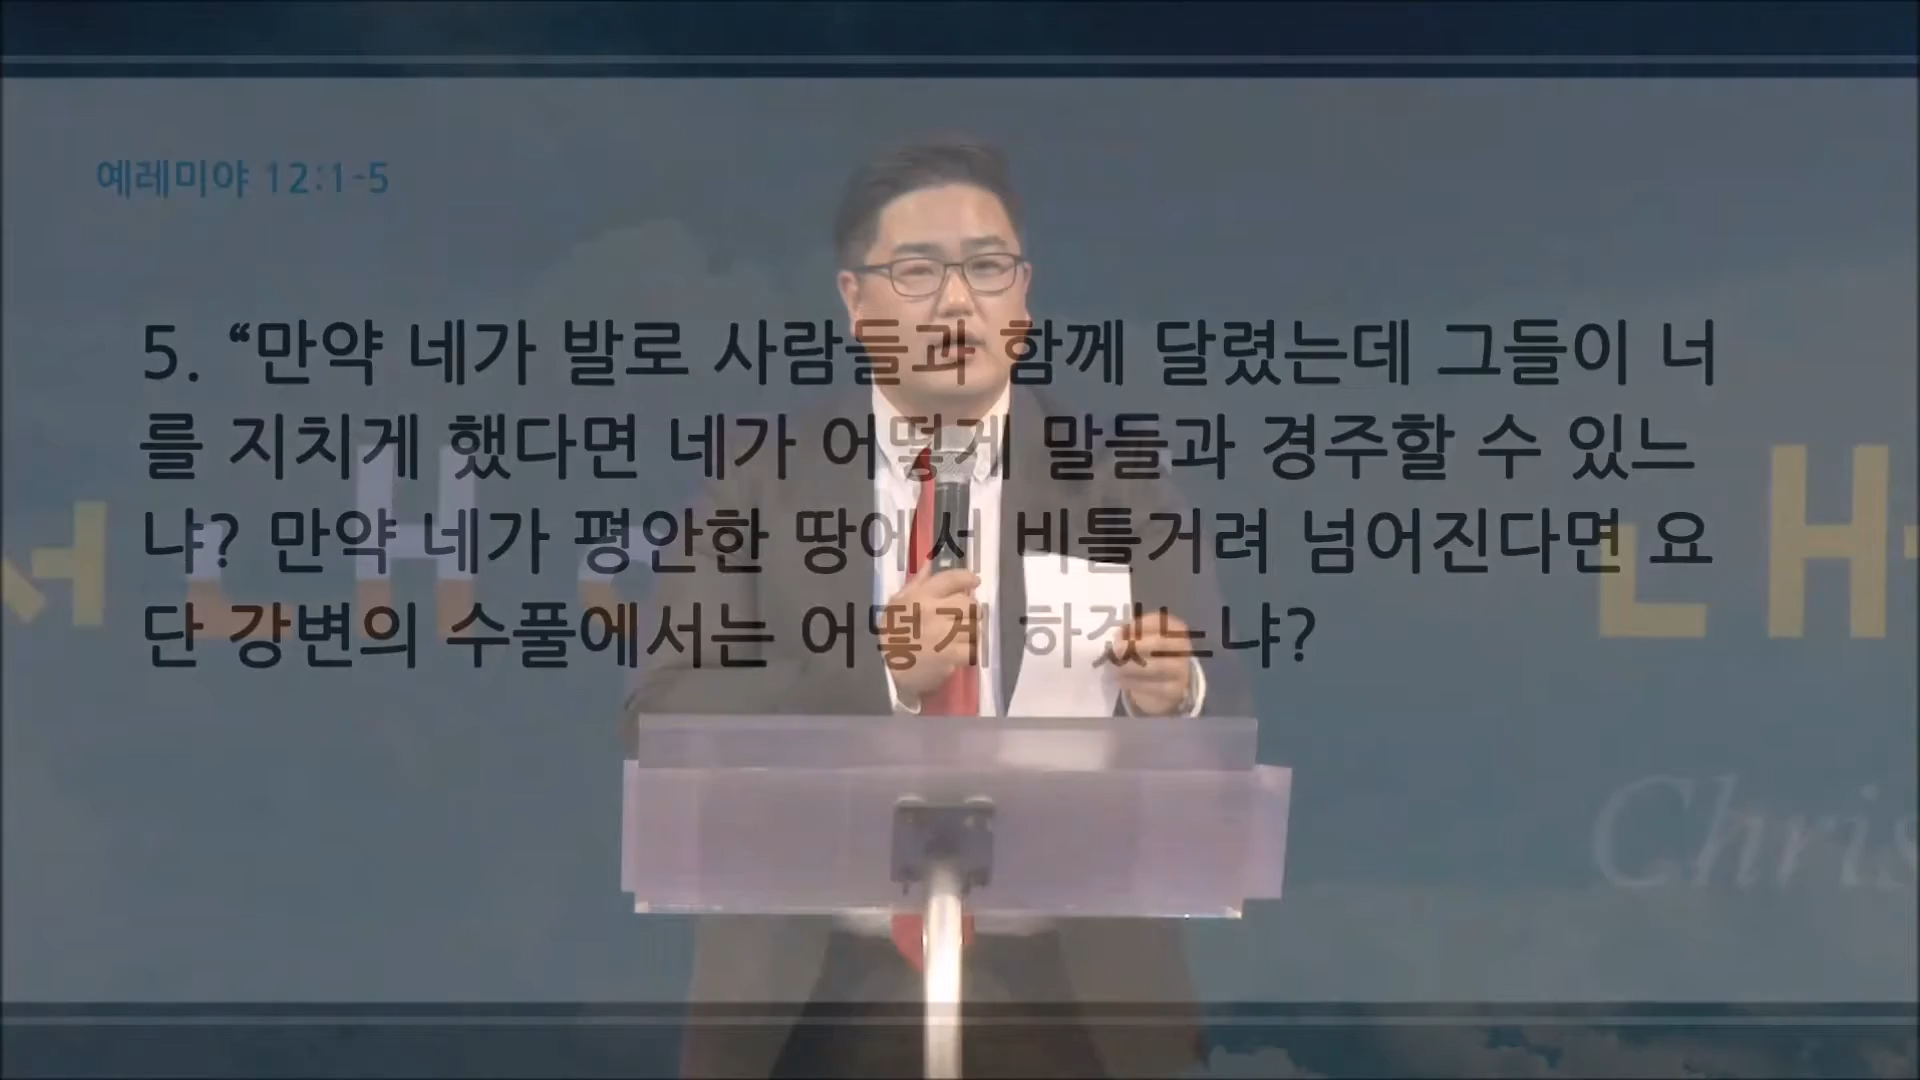 예레미야 12:1-5
5. “만약 네가 발로 사람들과 함께 달렸는데 그들이 너
를 지치게 했다면 네가 어떻게 말들과 경주할 수 있느
냐? 만약 네가 평안한 땅에서 비틀거려 넘어진다면 요
단 강변의 수풀에서는 어떻게 하겠느냐?
Chris